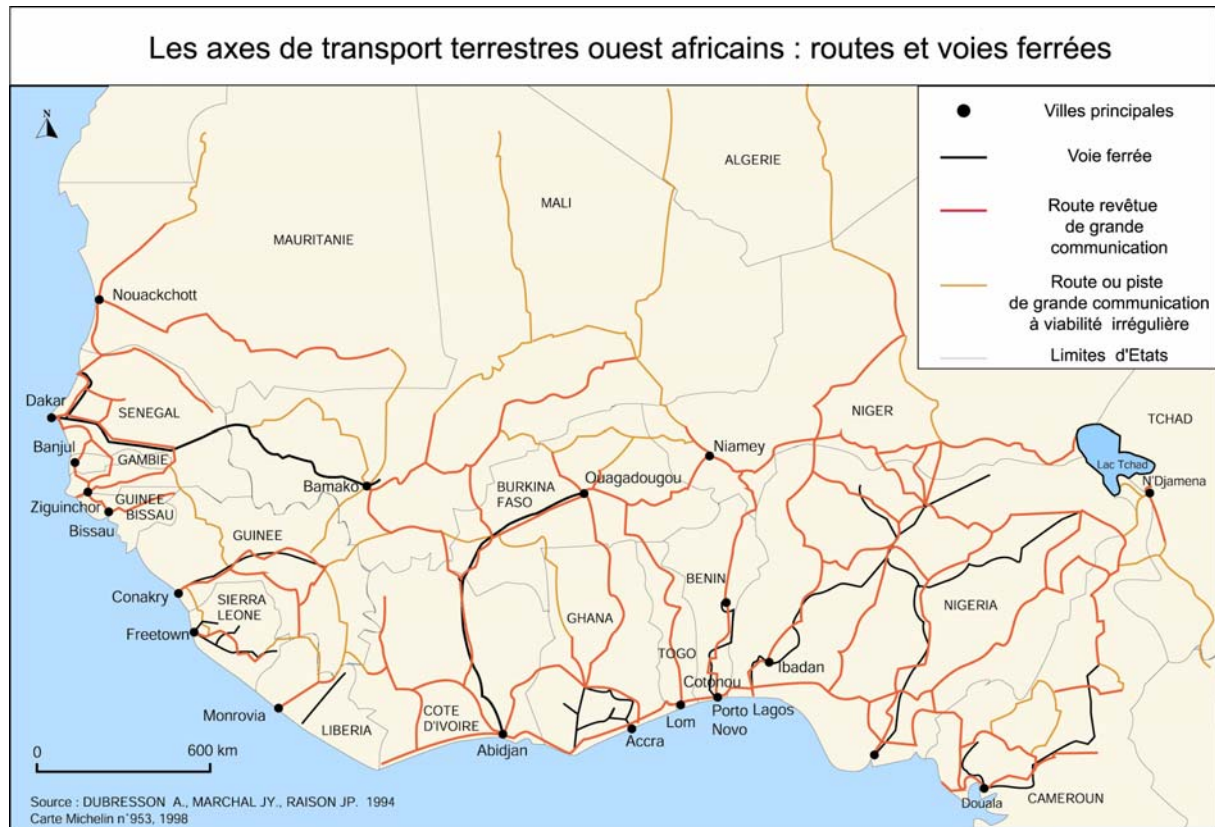 Les axes de transport terrestres ouest africains : routes et voies ferrées
N
Villes principales
Voie ferrée
Route revêtue
de grande
communication
Route ou piste
de grande communication
à viabilité irrégulière
Limites d'Etats
ALGERIE
MALI
MAURITANIE
Nouackchott
Dakar
SENEGAL
Banjul
GAMBIE
Ziguinchor
GUINEE
BISSAU
Bissau
Bamako
BURKINA
FASO
Ouagadougou
Niamey
NIGER
TCHAD
Lac Tchad
N'Djamena
GUINEE
Conakry
SIERRA
LEONE
Freetown
Monrovia
LIBERIA
COTE
D'IVOIRE
Abidjan
GHANA
Accra
TOGO
Lom
BENIN
Cotonou
Porto
Novo
Lagos
Ibadan
NIGERIA
Douala
CAMEROUN
0
600 km
Source : DUBRESSON A., MARCHAL JY., RAISON JP. 1994
Carte Michelin n°953, 1998